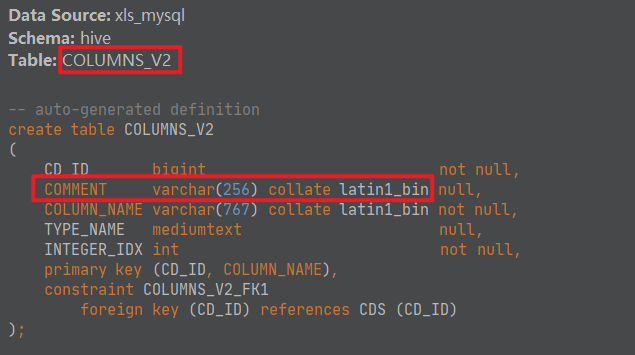 Data Source: xls_mysql
Schema: hive
Table: COLUMNS_V2
-- auto-generated definition
create table COLUMNS_V2
(
    CD_ID       bigint                          not null,
    COMMENT     varchar(256) collate latin1_bin null,
    COLUMN_NAME varchar(767) collate latin1_bin not null,
    TYPE_NAME   mediumtext                      null,
    INTEGER_IDX int                             not null,
    primary key (CD_ID, COLUMN_NAME),
    constraint COLUMNS_V2_FK1
        foreign key (CD_ID) references CDS (CD_ID)
);